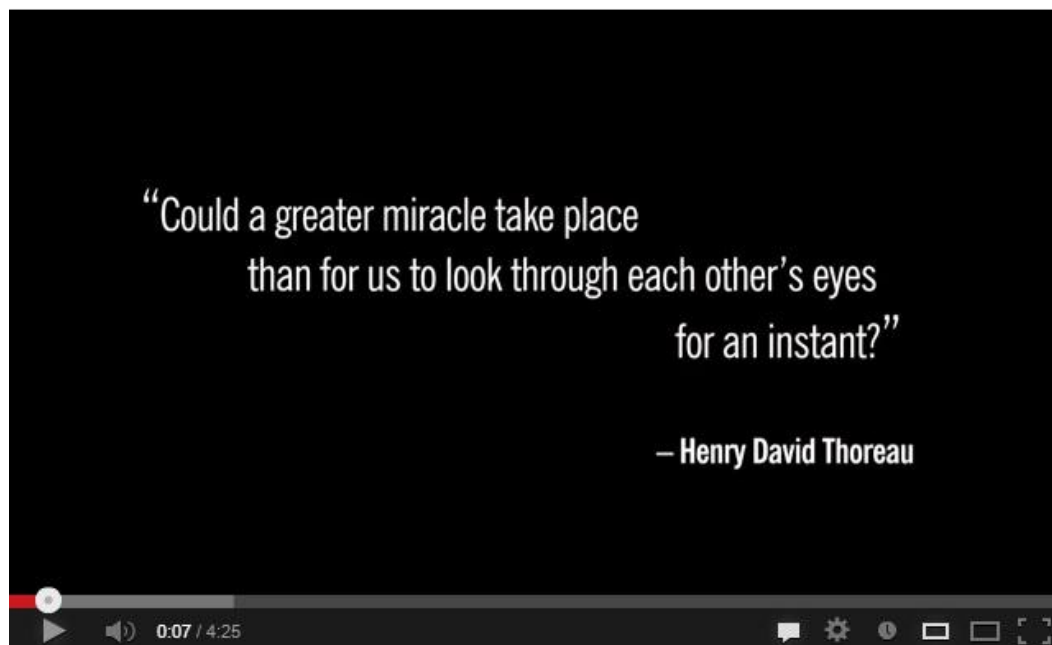 “Could a greater miracle take place
than for us to look through each other’s eyes
for an instant?”
– Henry David Thoreau
0:07 / 4:25